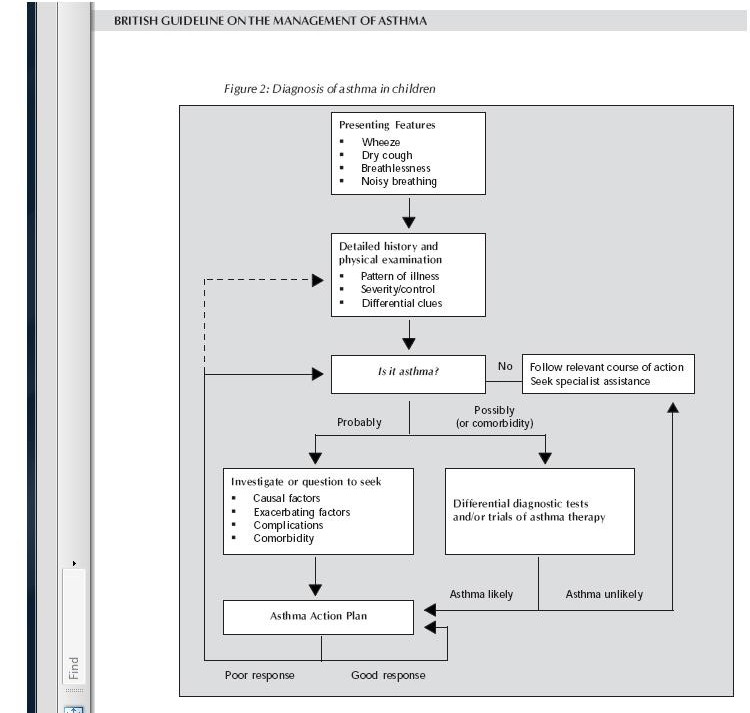 BRITISH GUIDELINE ON THE MANAGEMENT OF ASTHMA
Figure 2: Diagnosis of asthma in children
Presenting Features
▪ Wheeze
▪ Dry cough
▪ Breathlessness
▪ Noisy breathing
Detailed history and
physical examination
▪ Pattern of illness
▪ Severity/control
▪ Differential clues
Is it asthma?
No
Follow relevant course of action
Seek specialist assistance
Probably
Possibly
(or comorbidity)
Investigate or question to seek
▪ Causal factors
▪ Exacerbating factors
▪ Complications
▪ Comorbidity
Differential diagnostic tests
and/or trials of asthma therapy
Asthma likely
Asthma unlikely
Asthma Action Plan
Poor response
Good response
Find